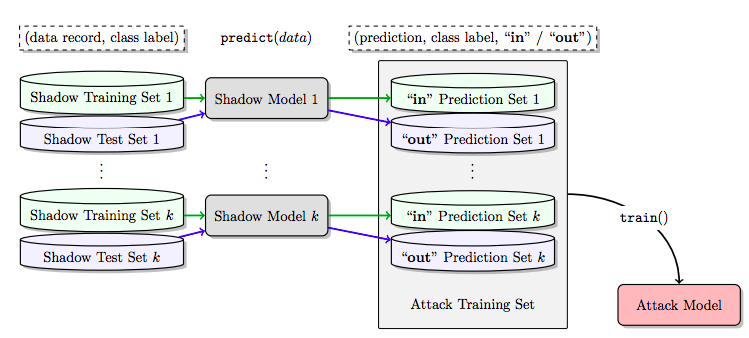 (data record, class label)
predict(data)
(prediction, class label, “in” / “out”)
Shadow Training Set 1
Shadow Model 1
“in” Prediction Set 1
Shadow Test Set 1
“out” Prediction Set 1
⋮ ⋮ ⋮
Shadow Training Set k
Shadow Model k
“in” Prediction Set k
train()
Shadow Test Set k
“out” Prediction Set k
Attack Training Set
Attack Model